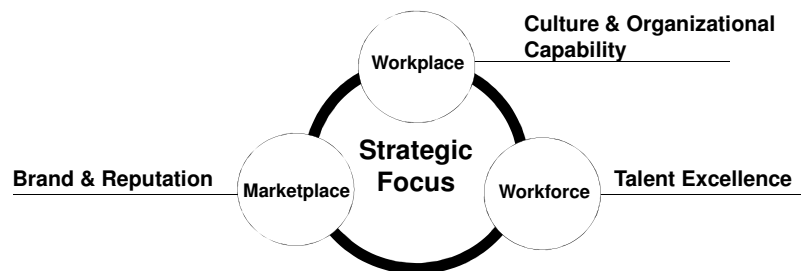 Culture & Organizational
Capability
Workplace
Strategic
Focus
Brand & Reputation
Marketplace
Workforce
Talent Excellence